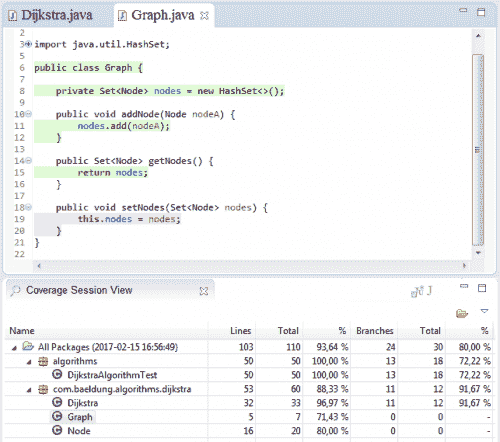 Dijkstra.java Graph.java
2
3 import java.util.HashSet;
5
6 public class Graph {
7
8 private Set<Node> nodes = new HashSet<>();
9
10 public void addNode(Node nodeA) {
11 nodes.add(nodeA);
12 }
13
14 public Set<Node> getNodes() {
15 return nodes;
16 }
17
18 public void setNodes(Set<Node> nodes) {
19 this.nodes = nodes;
20 }
21 }
22
Coverage Session View
Name Lines Total % Branches Total %
All Packages (2017-02-15 16:56:49) 103 110 93,64 % 24 30 80,00 %
algorithms 50 50 100,00 % 13 18 72,22 %
DijkstraAlgorithmTest 50 50 100,00 % 13 18 72,22 %
com.baeldung.algorithms.dijkstra 53 60 88,33 % 11 12 91,67 %
Dijkstra 32 33 96,97 % 11 12 91,67 %
Graph 5 7 71,43 % 0 0 -
Node 16 20 80,00 % 0 0 -